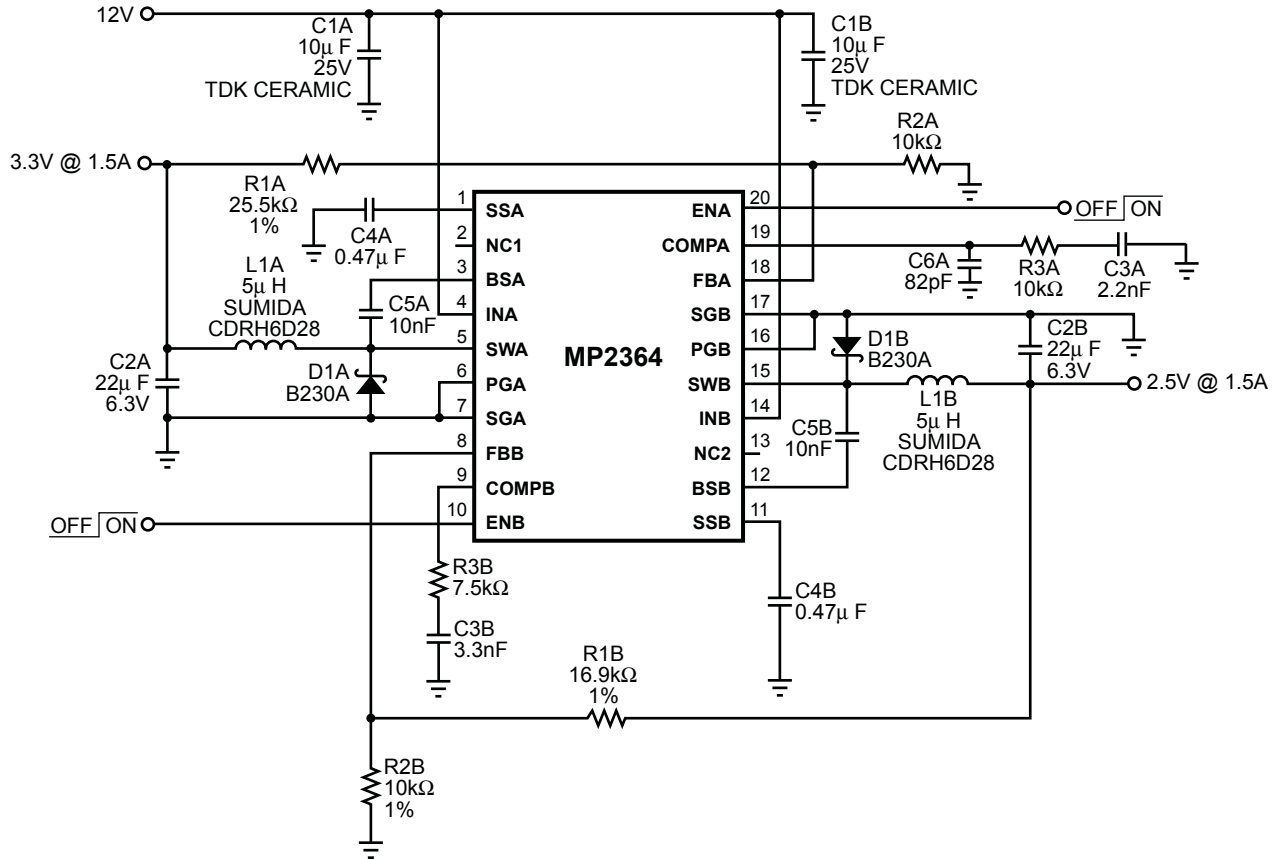 12V
C1A
10µ F
25V
TDK CERAMIC
C1B
10µ F
25V
TDK CERAMIC
3.3V @ 1.5A
R1A
25.5kΩ
1%
R2A
10kΩ
C4A
0.47µ F
L1A
5µ H
SUMIDA
CDRH6D28
C5A
10nF
C2A
22µ F
6.3V
D1A
B230A
MP2364
1 SSA
2 NC1
3 BSA
4 INA
5 SWA
6 PGA
7 SGA
8 FBB
9 COMPB
10 ENB
20 ENA
19 COMPA
18 FBA
17 SGB
16 PGB
15 SWB
14 INB
13 NC2
12 BSB
11 SSB
OFF ON
C6A
82pF
R3A
10kΩ
C3A
2.2nF
D1B
B230A
C2B
22µ F
6.3V
2.5V @ 1.5A
L1B
5µ H
SUMIDA
CDRH6D28
C5B
10nF
OFF ON
R3B
7.5kΩ
C3B
3.3nF
C4B
0.47µ F
R1B
16.9kΩ
1%
R2B
10kΩ
1%